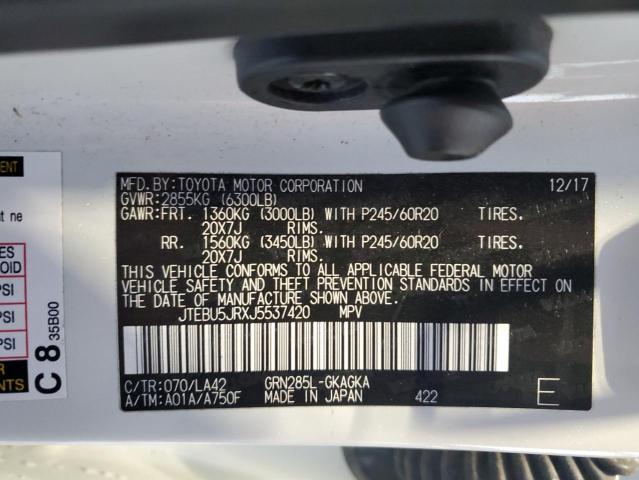 MFD. BY: TOYOTA MOTOR CORPORATION 12/17
GVWR: 2855KG (6300LB)
GAWR: FRT. 1360KG (3000LB) WITH P245/60R20 TIRES.
20X7J RIMS.
RR. 1560KG (3450LB) WITH P245/60R20 TIRES.
20X7J RIMS.
THIS VEHICLE CONFORMS TO ALL APPLICABLE FEDERAL MOTOR
VEHICLE SAFETY AND THEFT PREVENTION STANDARDS IN EFFECT ON
THE DATE OF MANUFACTURE SHOWN ABOVE.
JTEBU5JRXJ5537420 MPV
C/TR: 070/LA42 GRN285L-GKAGKA
A/TM: A01A/A750F MADE IN JAPAN 422 E
ne
OID
PSI
PSI
PSI
C 8 35B00